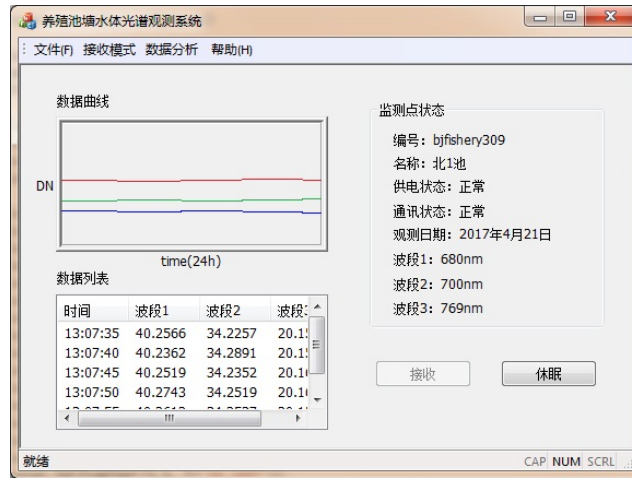 养殖池塘水体光谱观测系统
文件(F) 接收模式 数据分析 帮助(H)
数据曲线
DN
time(24h)
数据列表
时间 波段1 波段2
13:07:35 40.2566 34.2257
13:07:40 40.2362 34.2891
13:07:45 40.2519 34.2352
13:07:50 40.2743 34.2519
监测点状态
编号：bjfishery309
名称：北1池
供电状态：正常
通讯状态：正常
观测日期：2017年4月21日
波段1：680nm
波段2：700nm
波段3：769nm
接收 休眠
就绪 CAP NUM SCRL